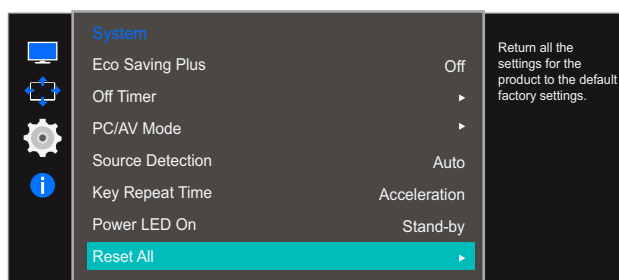 System
Eco Saving Plus Off
Off Timer
PC/AV Mode
Source Detection Auto
Key Repeat Time Acceleration
Power LED On Stand-by
Reset All
Return all the
settings for the
product to the default
factory settings.